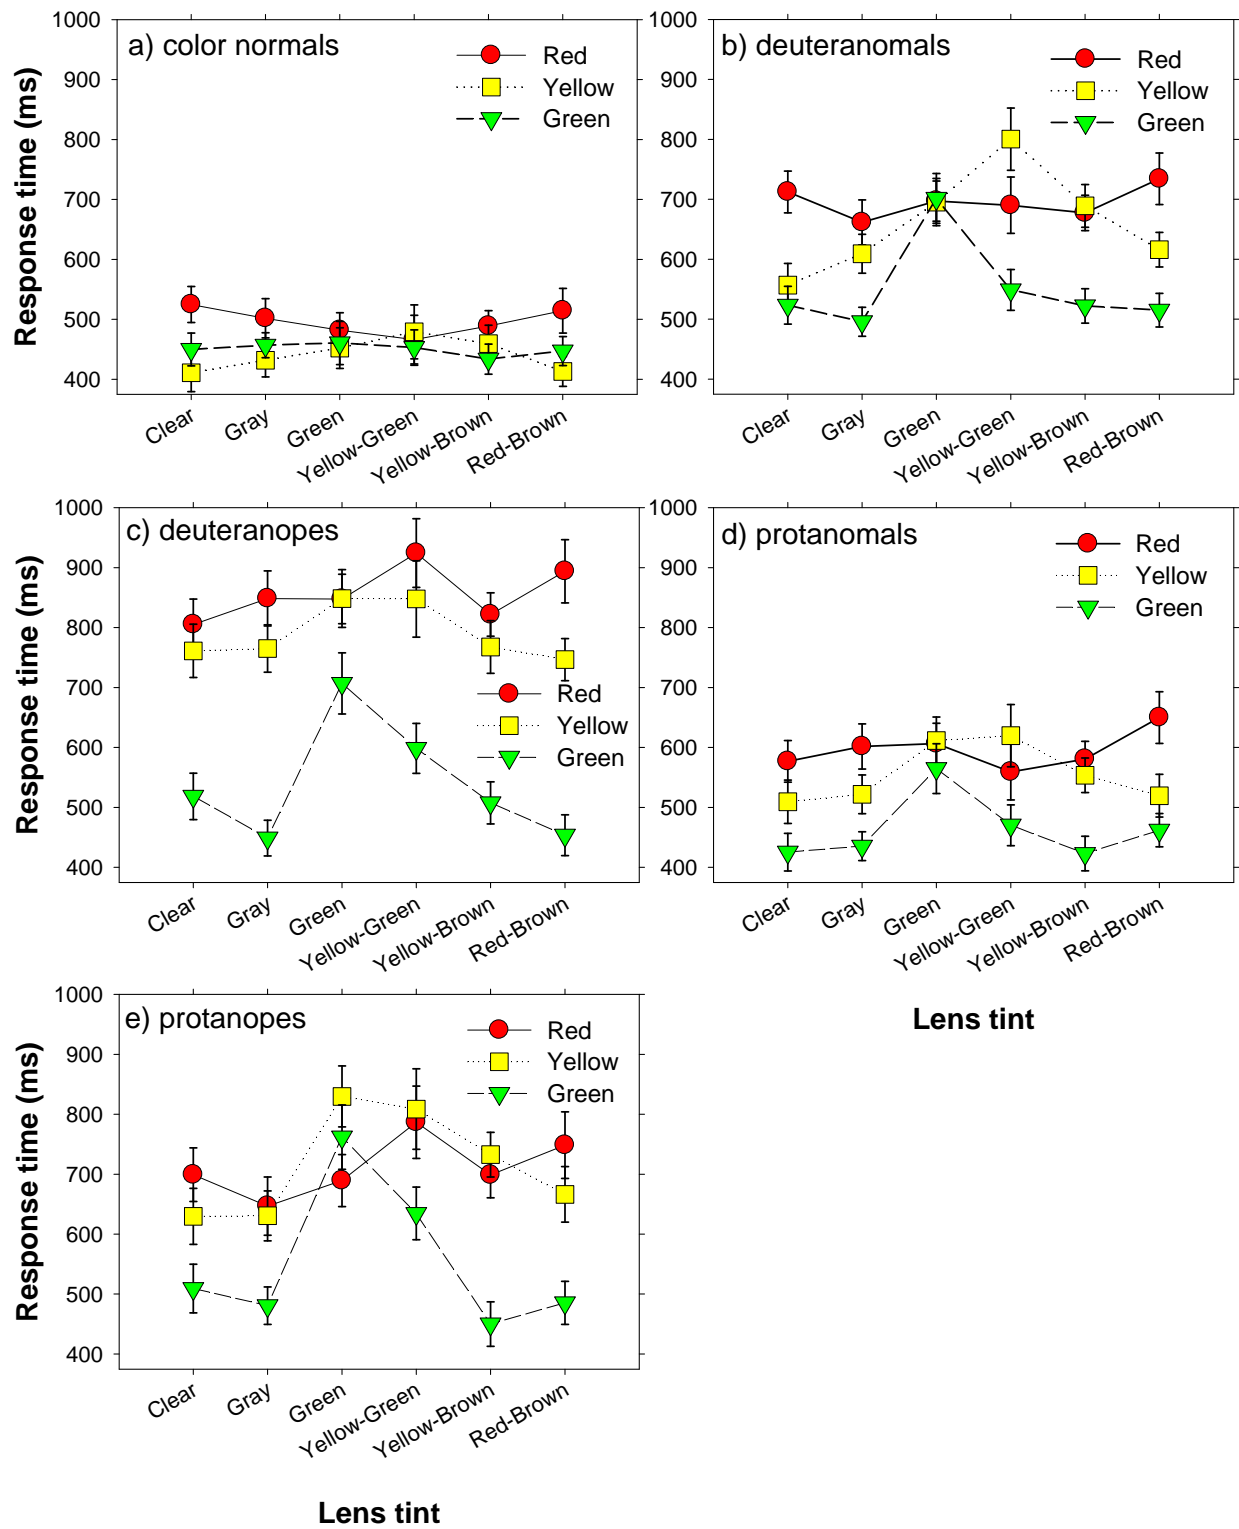 a) color normals
Red
Yellow
Green
Response time (ms)
1000
900
800
700
600
500
400
Clear
Gray
Green
Yellow-Green
Yellow-Brown
Red-Brown
b) deuteranomals
Red
Yellow
Green
1000
900
800
700
600
500
400
Clear
Gray
Green
Yellow-Green
Yellow-Brown
Red-Brown
c) deuteranopes
Red
Yellow
Green
Response time (ms)
1000
900
800
700
600
500
400
Clear
Gray
Green
Yellow-Green
Yellow-Brown
Red-Brown
d) protanomals
Red
Yellow
Green
1000
900
800
700
600
500
400
Clear
Gray
Green
Yellow-Green
Yellow-Brown
Red-Brown
Lens tint
e) protanopes
Red
Yellow
Green
Response time (ms)
1000
900
800
700
600
500
400
Clear
Gray
Green
Yellow-Green
Yellow-Brown
Red-Brown
Lens tint